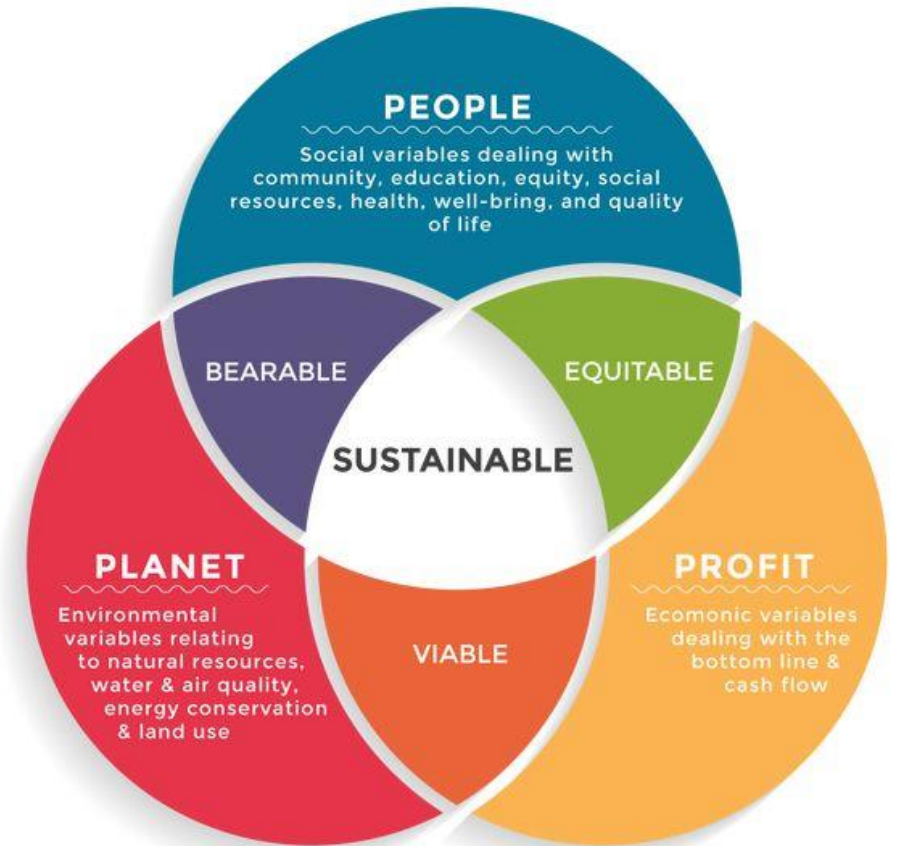 PEOPLE
Social variables dealing with
community, education, equity, social
resources, health, well-bring, and quality
of life
BEARABLE
EQUITABLE
SUSTAINABLE
PLANET
Environmental
variables relating
to natural resources,
water & air quality,
energy conservation
& land use
VIABLE
PROFIT
Ecomonic variables
dealing with the
bottom line &
cash flow